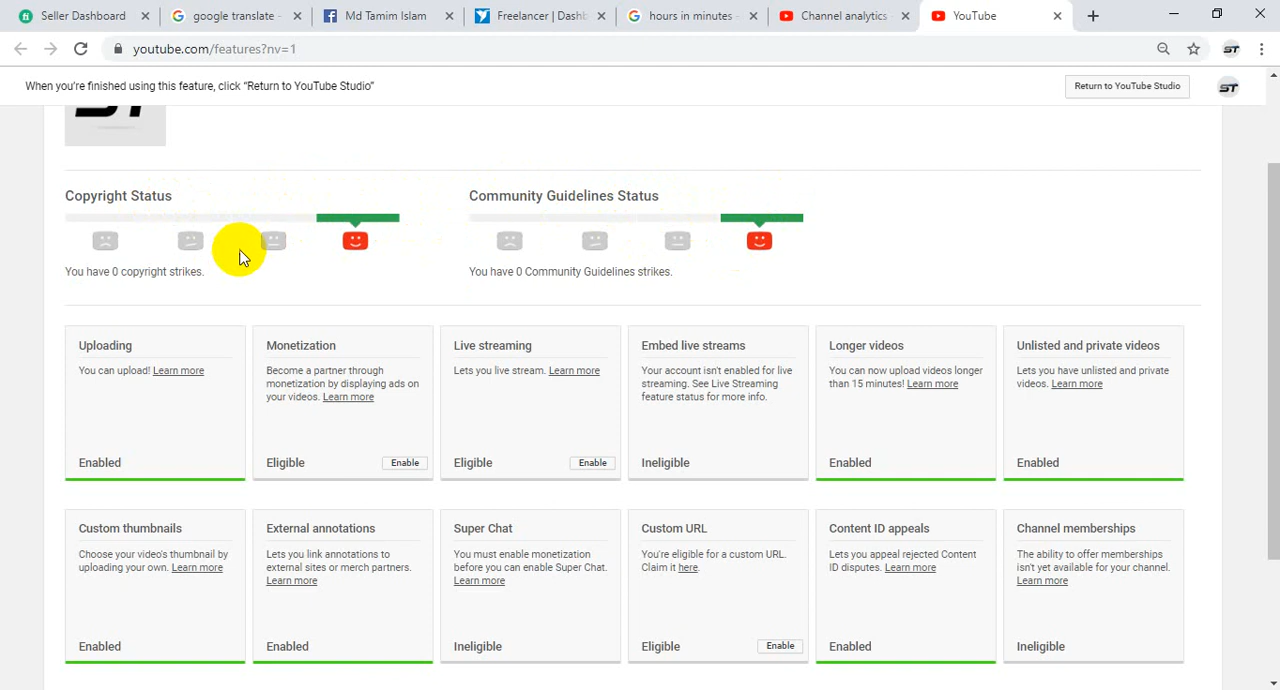 Seller Dashboard
google translate -
Md Tamim Islam
Freelancer | Dashb
hours in minutes -
Channel analytics -
YouTube
youtube.com/features?nv=1
When you're finished using this feature, click "Return to YouTube Studio"
Return to YouTube Studio
ST
ST
ST
Copyright Status
Community Guidelines Status
You have 0 copyright strikes.
You have 0 Community Guidelines strikes.
Uploading
You can upload! Learn more
Enabled
Monetization
Become a partner through
monetization by displaying ads on
your videos. Learn more
Eligible
Enable
Live streaming
Lets you live stream. Learn more
Eligible
Enable
Embed live streams
Your account isn't enabled for live
streaming. See Live Streaming
feature status for more info.
Ineligible
Longer videos
You can now upload videos longer
than 15 minutes! Learn more
Enabled
Unlisted and private videos
Lets you have unlisted and private
videos. Learn more
Enabled
Custom thumbnails
Choose your video's thumbnail by
uploading your own. Learn more
Enabled
External annotations
Lets you link annotations to
external sites or merch partners.
Learn more
Enabled
Super Chat
You must enable monetization
before you can enable Super Chat.
Learn more
Ineligible
Custom URL
You're eligible for a custom URL.
Claim it here.
Eligible
Enable
Content ID appeals
Lets you appeal rejected Content
ID disputes. Learn more
Enabled
Channel memberships
The ability to offer memberships
isn't yet available for your channel.
Learn more
Ineligible